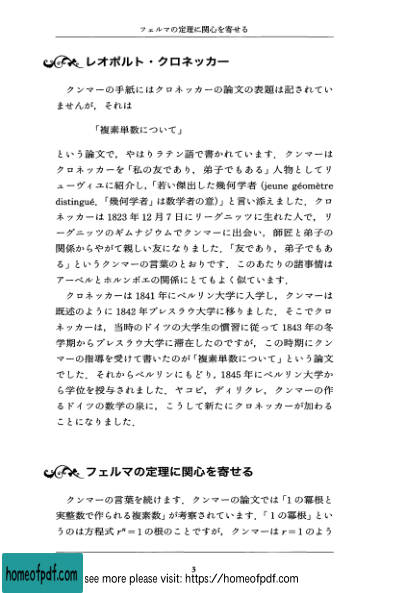 フェルマの定理に関心を寄せる
レオポルト・クロネッカー
クンマーの手紙にはクロネッカーの論文の表題は記されてい
ませんが，それは
「複素単数について」
という論文で，やはりラテン語で書かれています．クンマーは
クロネッカーを「私の友であり，弟子でもある」人物としてリ
ューヴィユに紹介し，「若い傑出した幾何学者 (jeune géomètre
distingué．「幾何学者」は数学者の意)」と言い添えました．クロ
ネッカーは 1823 年 12 月 7 日にリーグニッツに生れた人で，リ
ーグニッツのギムナジウムでクンマーに出会い，師匠と弟子の
関係からやがて親しい友になりました．「友であり，弟子でもあ
る」というクンマーの言葉のとおりです．このあたりの諸事情は
アーベルとホルンボエの関係にとてもよく似ています．
クロネッカーは 1841 年にベルリン大学に入学し，クンマーは
既述のように 1842 年ブレスラウ大学に移りました．そこでクロ
ネッカーは，当時のドイツの大学生の慣習に従って 1843 年の冬
学期からブレスラウ大学に滞在したのですが，この時期にクン
マーの指導を受けて書いたのが「複素単数について」という論文
でした．それからベルリンにもどり，1845 年にベルリン大学か
ら学位を授与されました．ヤコビ，ディリクレ，クンマーの作
るドイツの数学の泉に，こうして新たにクロネッカーが加わる
ことになりました．
フェルマの定理に関心を寄せる
クンマーの言葉を続けます．クンマーの論文では「1 の冪根と
実整数で作られる複素数」が考察されています．「1 の冪根」とい
うのは方程式 rⁿ = 1 の根のことですが，クンマーは r = 1 のよう
3
homeofpdf.com
see more please visit: https://homeofpdf.com